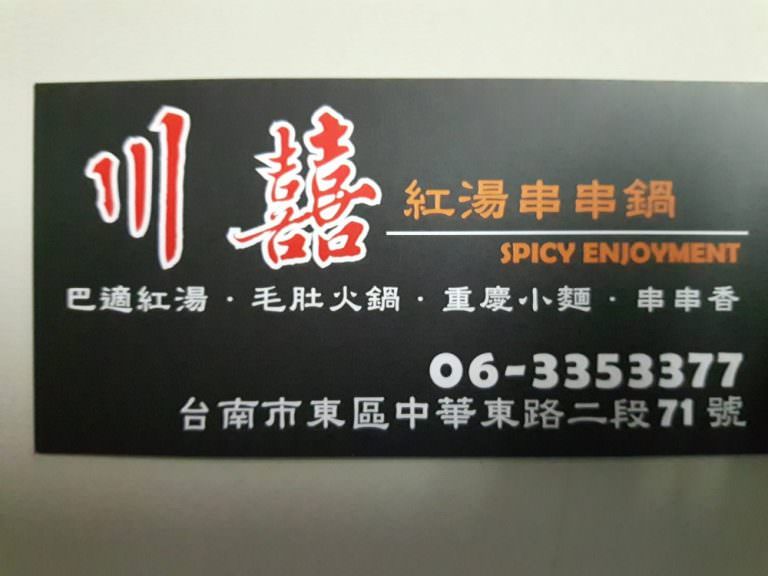 川囍
紅湯串串鍋
SPICY ENJOYMENT
巴適紅湯·毛肚火鍋·重慶小麵·串串香
06-3353377
台南市東區中華東路二段71號